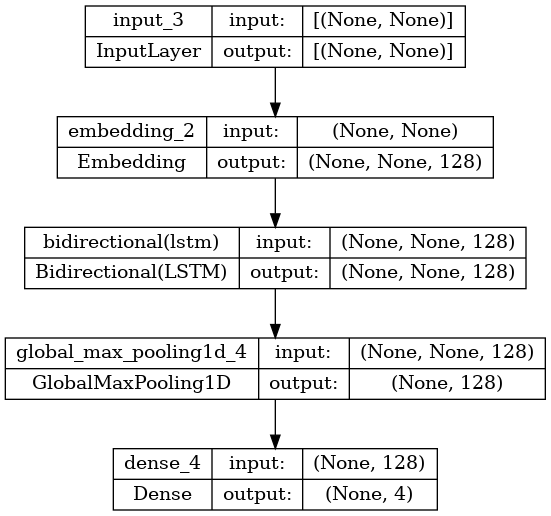 input_3 input: [(None, None)]
InputLayer output: [(None, None)]
embedding_2 input: (None, None)
Embedding output: (None, None, 128)
bidirectional(lstm) input: (None, None, 128)
Bidirectional(LSTM) output: (None, None, 128)
global_max_pooling1d_4 input: (None, None, 128)
GlobalMaxPooling1D output: (None, 128)
dense_4 input: (None, 128)
Dense output: (None, 4)